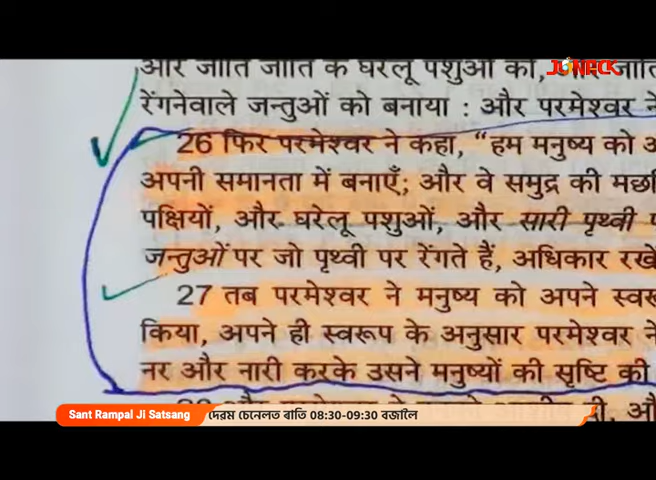 और जाति जाति के घरेलू पशुओं को, और जाति
रेंगनेवाले जन्तुओं को बनाया : और परमेश्वर ने
26 फिर परमेश्वर ने कहा, "हम मनुष्य को अ
अपनी समानता में बनाएँ; और वे समुद्र की मछ
पक्षियों, और घरेलू पशुओं, और सारी पृथ्वी प
जन्तुओं पर जो पृथ्वी पर रेंगते हैं, अधिकार रखे
27 तब परमेश्वर ने मनुष्य को अपने स्वर
किया, अपने ही स्वरूप के अनुसार परमेश्वर ने
नर और नारी करके उसने मनुष्यों की सृष्टि की
Sant Rampal Ji Satsang
দেৱম চেনেলত ৰাতি 08:30-09:30 বজালৈ